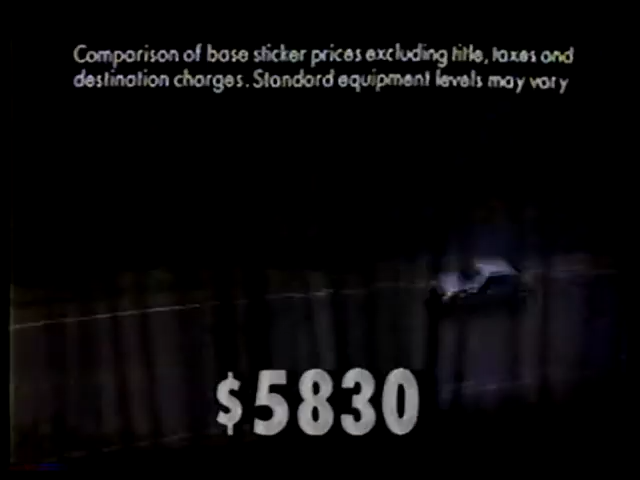 Comparison of base sticker prices excluding title, taxes and
destination charges. Standard equipment levels may vary
$5830